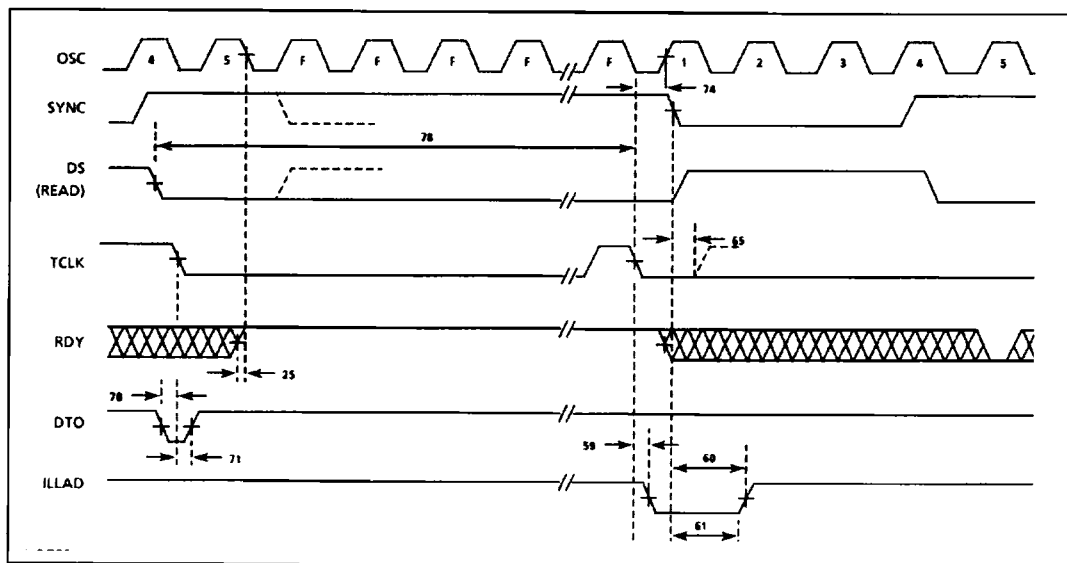 OSC 4 5 F F F F F 1 2 3 4 5
74
SYNC
78
DS
(READ)
65
TCLK
RDY
25
70
DTO
71
59
60
ILLAD
61